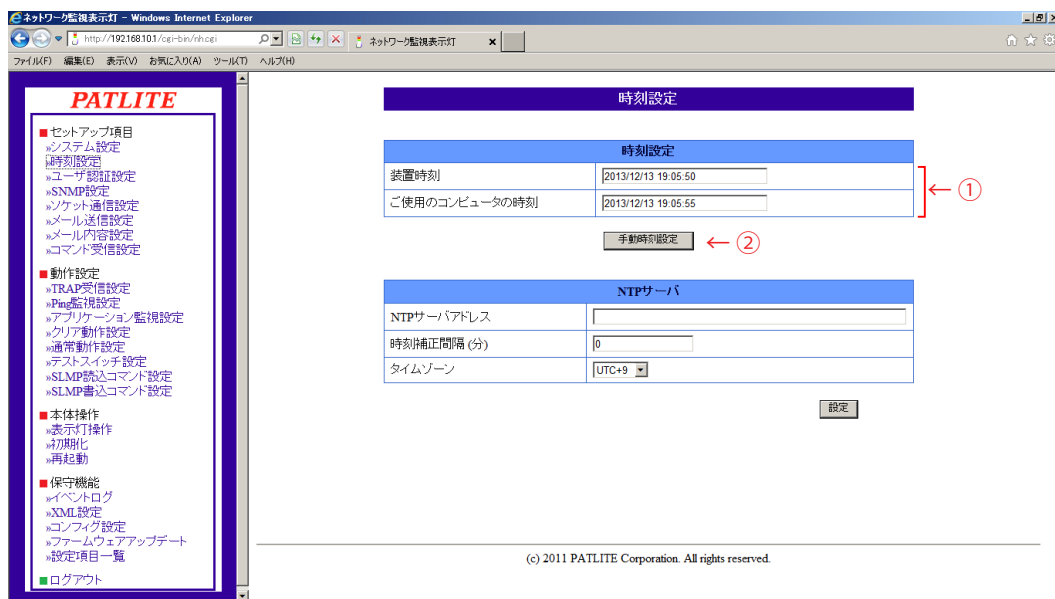 ネットワーク監視表示灯 - Windows Internet Explorer
http://192.168.10.1/cgi-bin/nh.cgi
ネットワーク監視表示灯
ファイル(F) 編集(E) 表示(V) お気に入り(A) ツール(T) ヘルプ(H)
PATLITE
■セットアップ項目
»システム設定
»時刻設定
»ユーザ認証設定
»SNMP設定
»ソケット通信設定
»メール送信設定
»メール内容設定
»コマンド受信設定
■動作設定
»TRAP受信設定
»Ping監視設定
»アプリケーション監視設定
»クリア動作設定
»通常動作設定
»テストスイッチ設定
»SLMP読込コマンド設定
»SLMP書込コマンド設定
■本体操作
»表示灯操作
»初期化
»再起動
■保守機能
»イベントログ
»XML設定
»コンフィグ設定
»ファームウェアアップデート
»設定項目一覧
■ログアウト
時刻設定
時刻設定
装置時刻 2013/12/13 19:05:50
ご使用のコンピュータの時刻 2013/12/13 19:05:55
← ①
手動時刻設定 ← ②
NTPサーバ
NTPサーバアドレス
時刻補正間隔 (分) 0
タイムゾーン UTC+9
設定
(c) 2011 PATLITE Corporation. All rights reserved.